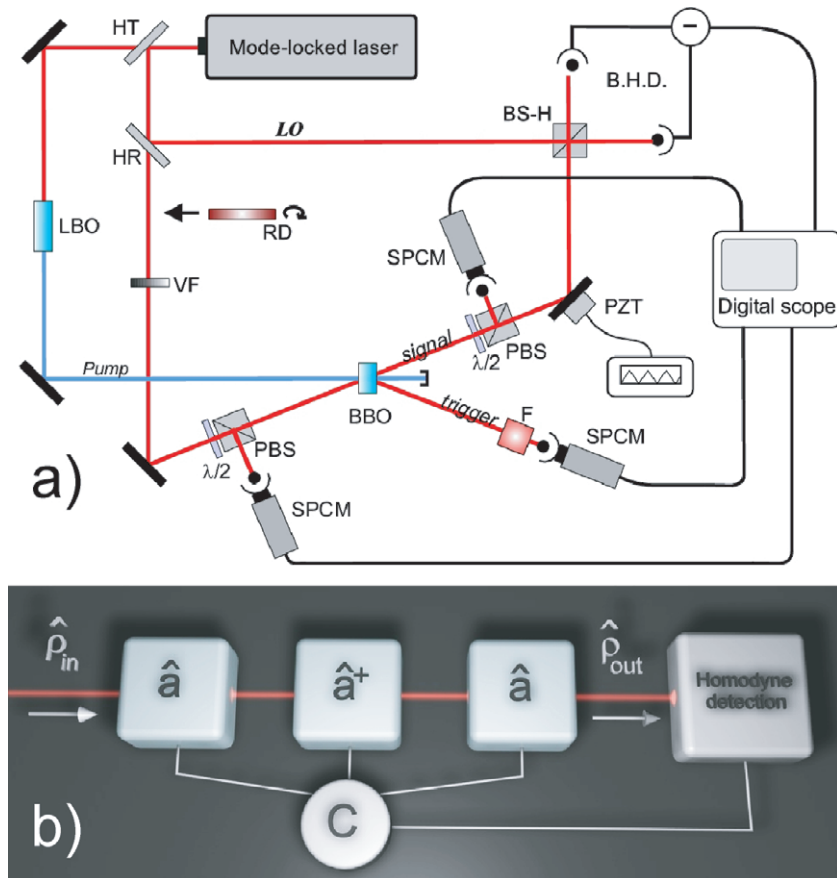 HT
Mode-locked laser
B.H.D.
−
BS-H
LO
HR
RD
LBO
SPCM
VF
Digital scope
PZT
signal
PBS
λ/2
Pump
BBO
trigger
F
SPCM
PBS
λ/2
SPCM
a)
ρ̂in
â
â+
â
ρ̂out
Homodyne
detection
C
b)